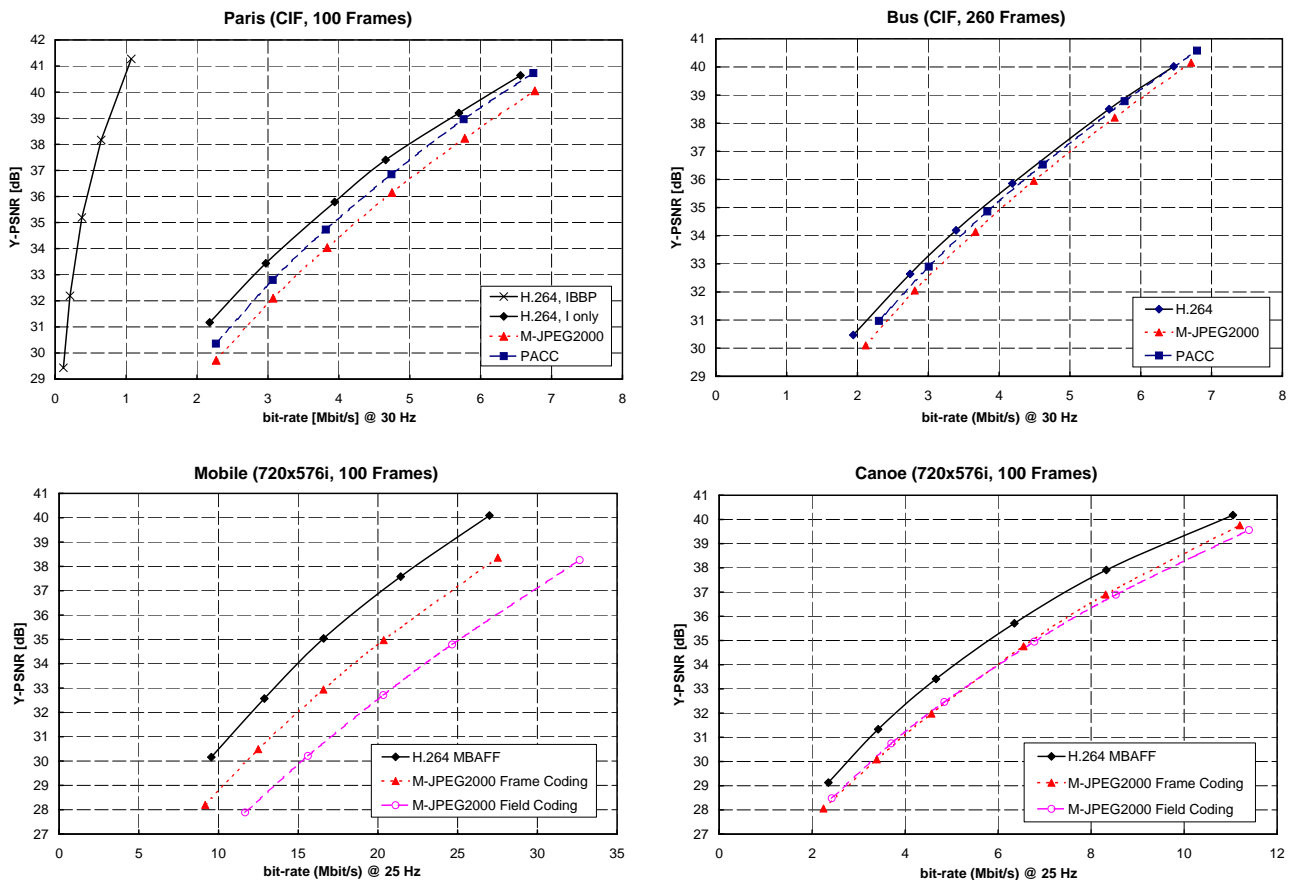 Paris (CIF, 100 Frames)
42
41
40
39
38
37
36
35
34
33
32
31
30
29
Y-PSNR [dB]
0 1 2 3 4 5 6 7 8
bit-rate [Mbit/s] @ 30 Hz
H.264, IBBP
H.264, I only
M-JPEG2000
PACC
Bus (CIF, 260 Frames)
41
40
39
38
37
36
35
34
33
32
31
30
29
Y-PSNR [dB]
0 1 2 3 4 5 6 7 8
bit-rate (Mbit/s) @ 30 Hz
H.264
M-JPEG2000
PACC
Mobile (720x576i, 100 Frames)
41
40
39
38
37
36
35
34
33
32
31
30
29
28
27
Y-PSNR [dB]
0 5 10 15 20 25 30 35
bit-rate (Mbit/s) @ 25 Hz
H.264 MBAFF
M-JPEG2000 Frame Coding
M-JPEG2000 Field Coding
Canoe (720x576i, 100 Frames)
41
40
39
38
37
36
35
34
33
32
31
30
29
28
27
Y-PSNR [dB]
0 2 4 6 8 10 12
bit-rate (Mbit/s) @ 25 Hz
H.264 MBAFF
M-JPEG2000 Frame Coding
M-JPEG2000 Field Coding